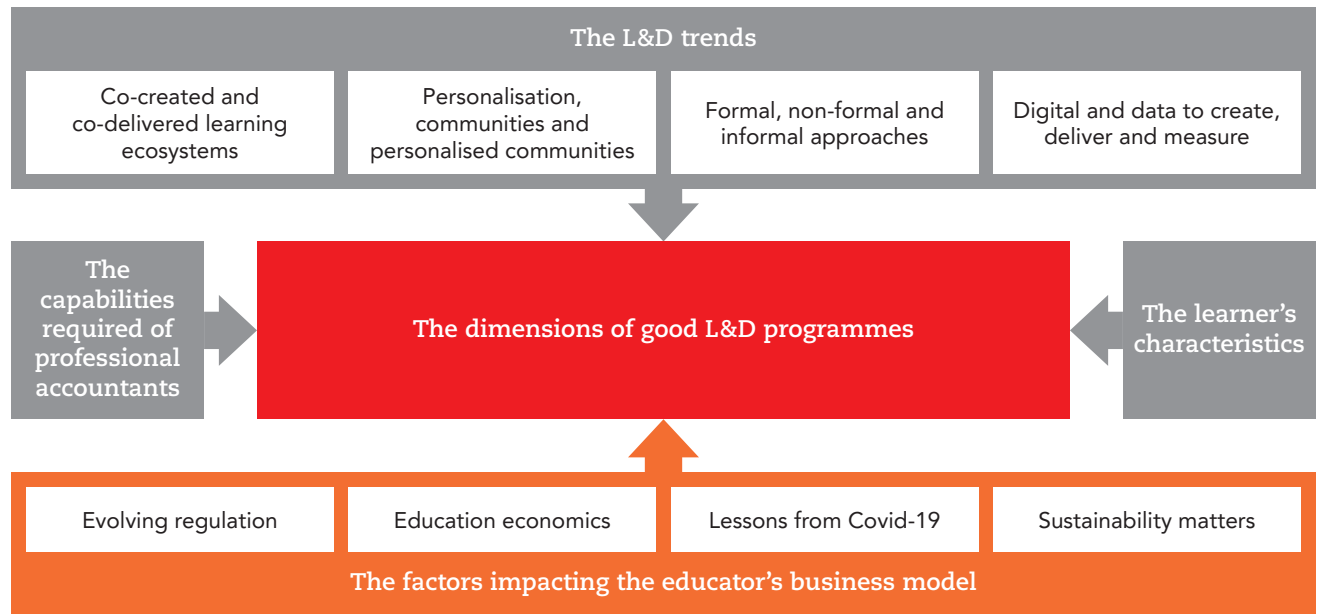 The L&D trends
Co-created and
co-delivered learning
ecosystems
Personalisation,
communities and
personalised communities
Formal, non-formal and
informal approaches
Digital and data to create,
deliver and measure
The
capabilities
required of
professional
accountants
The dimensions of good L&D programmes
The learner’s
characteristics
Evolving regulation
Education economics
Lessons from Covid-19
Sustainability matters
The factors impacting the educator’s business model